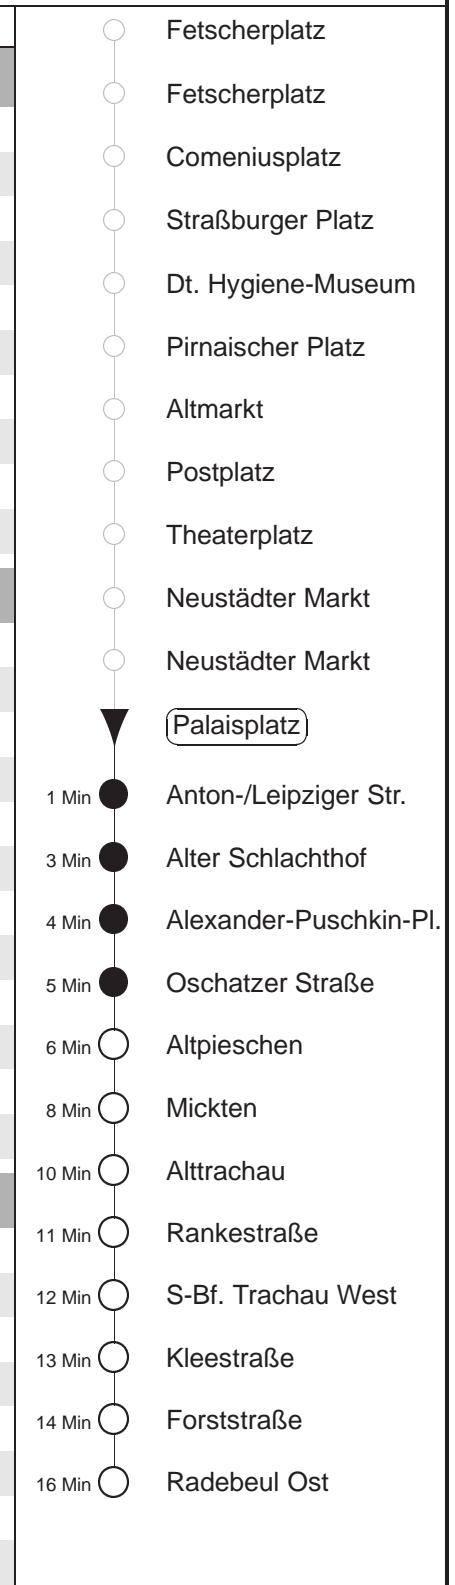 Fetscherplatz
Fetscherplatz
Comeniusplatz
Straßburger Platz
Dt. Hygiene-Museum
Pirnaischer Platz
Altmarkt
Postplatz
Theaterplatz
Neustädter Markt
Neustädter Markt
Palaisplatz
1 Min Anton-/Leipziger Str.
3 Min Alter Schlachthof
4 Min Alexander-Puschkin-Pl.
5 Min Oschatzer Straße
6 Min Altpieschen
8 Min Mickten
10 Min Alttrachau
11 Min Rankestraße
12 Min S-Bf. Trachau West
13 Min Kleestraße
14 Min Forststraße
16 Min Radebeul Ost